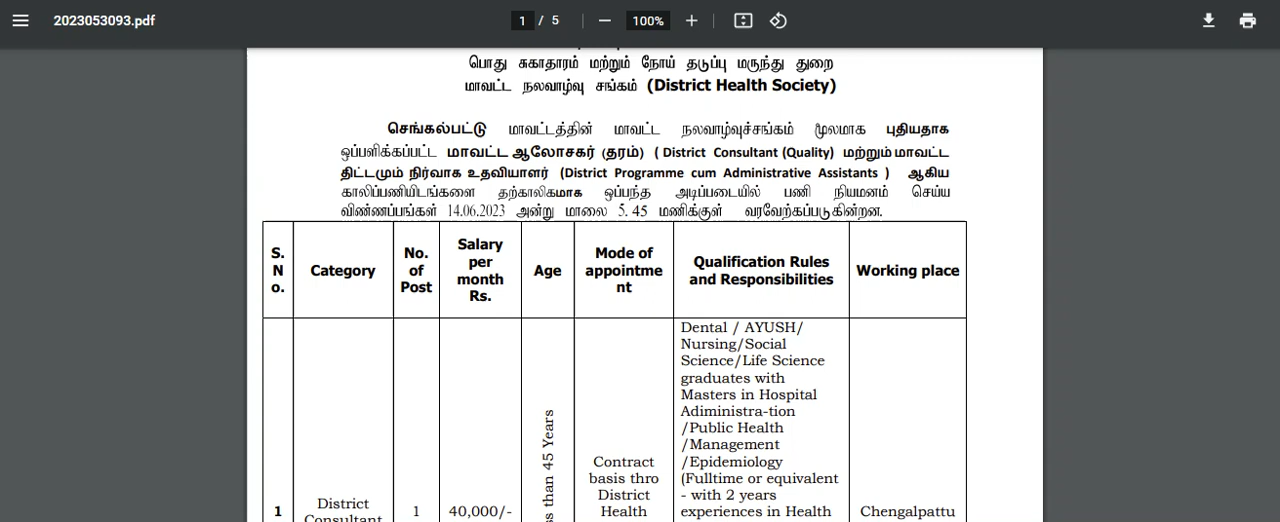 2023053093.pdf
1 / 5
100%
பொது சுகாதாரம் மற்றும் நோய் தடுப்பு மருந்து துறை
மாவட்ட நலவாழ்வு சங்கம் (District Health Society)
செங்கல்பட்டு மாவட்டத்தின் மாவட்ட நலவாழ்வுச்சங்கம் மூலமாக புதியதாக
ஒப்பளிக்கப்பட்ட மாவட்ட ஆலோசகர் (தரம்) ( District Consultant (Quality) மற்றும் மாவட்ட
திட்டமும் நிர்வாக உதவியாளர் (District Programme cum Administrative Assistants ) ஆகிய
காலிப்பணியிடங்களை தற்காலிகமாக ஒப்பந்த அடிப்படையில் பணி நியமனம் செய்ய
விண்ணப்பங்கள் 14.06.2023 அன்று மாலை 5. 45 மணிக்குள் வரவேற்கப்படுகின்றன.
S.
N
o.
Category
No.
of
Post
Salary
per
month
Rs.
Age
Mode of
appointme
nt
Qualification Rules
and Responsibilities
Working place
1
District
Consultant
1
40,000/-
than 45 Years
Contract
basis thro
District
Health
Dental / AYUSH/
Nursing/Social
Science/Life Science
graduates with
Masters in Hospital
Adiministra-tion
/Public Health
/Management
/Epidemiology
(Fulltime or equivalent
- with 2 years
experiences in Health
Chengalpattu